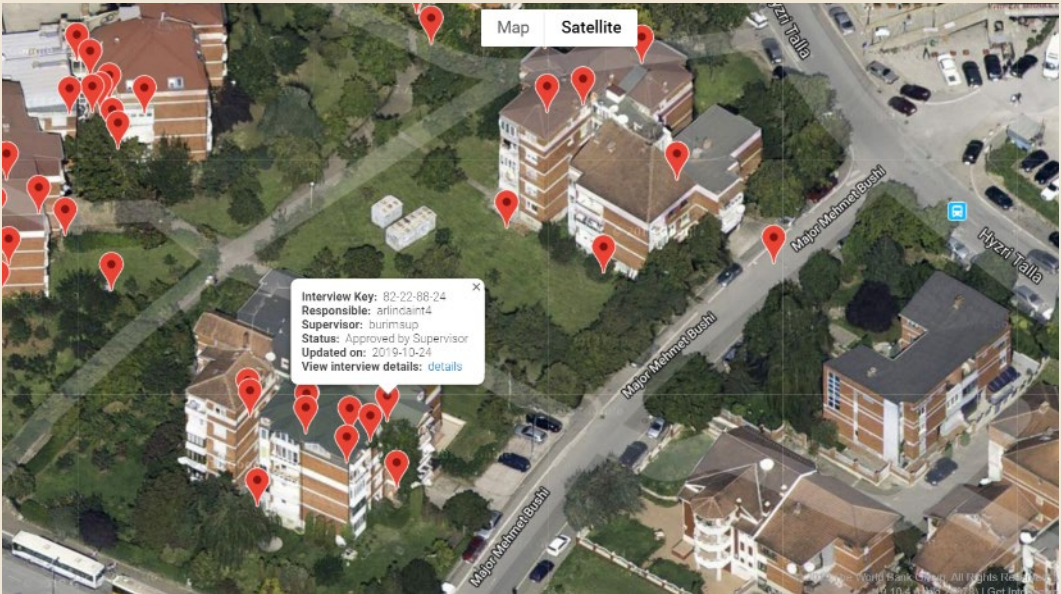 Map Satellite
Hyzri Talla
Major Mehmet Bushi
Hyzri Talla
Interview Key: 82-22-88-24
Responsible: arlindaint4
Supervisor: burimsup
Status: Approved by Supervisor
Updated on: 2019-10-24
View interview details: details
Major Mehmet Bushi
Major Mehmet Bushi
World Bank Group, All Rights